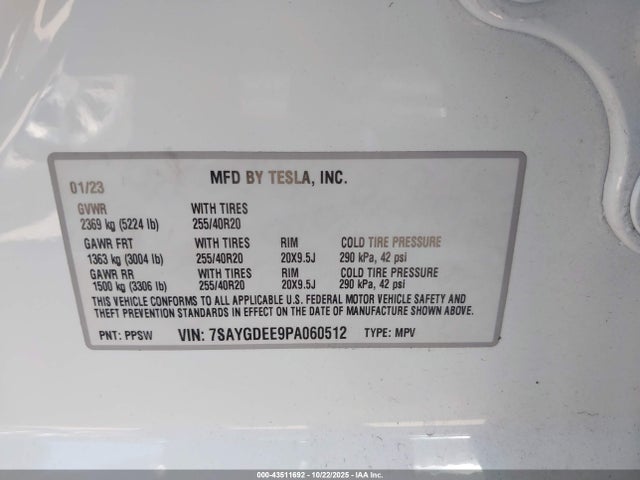 01/23 MFD BY TESLA, INC.
GVWR WITH TIRES
2369 kg (5224 lb) 255/40R20
GAWR FRT WITH TIRES RIM COLD TIRE PRESSURE
1363 kg (3004 lb) 255/40R20 20X9.5J 290 kPa, 42 psi
GAWR RR WITH TIRES RIM COLD TIRE PRESSURE
1500 kg (3306 lb) 255/40R20 20X9.5J 290 kPa, 42 psi
THIS VEHICLE CONFORMS TO ALL APPLICABLE U.S. FEDERAL MOTOR VEHICLE SAFETY AND
THEFT PREVENTION STANDARDS IN EFFECT ON THE DATE OF MANUFACTURE SHOWN ABOVE.
PNT: PPSW VIN: 7SAYGDEE9PA060512 TYPE: MPV
000-43511692 - 10/22/2025 - IAA Inc.